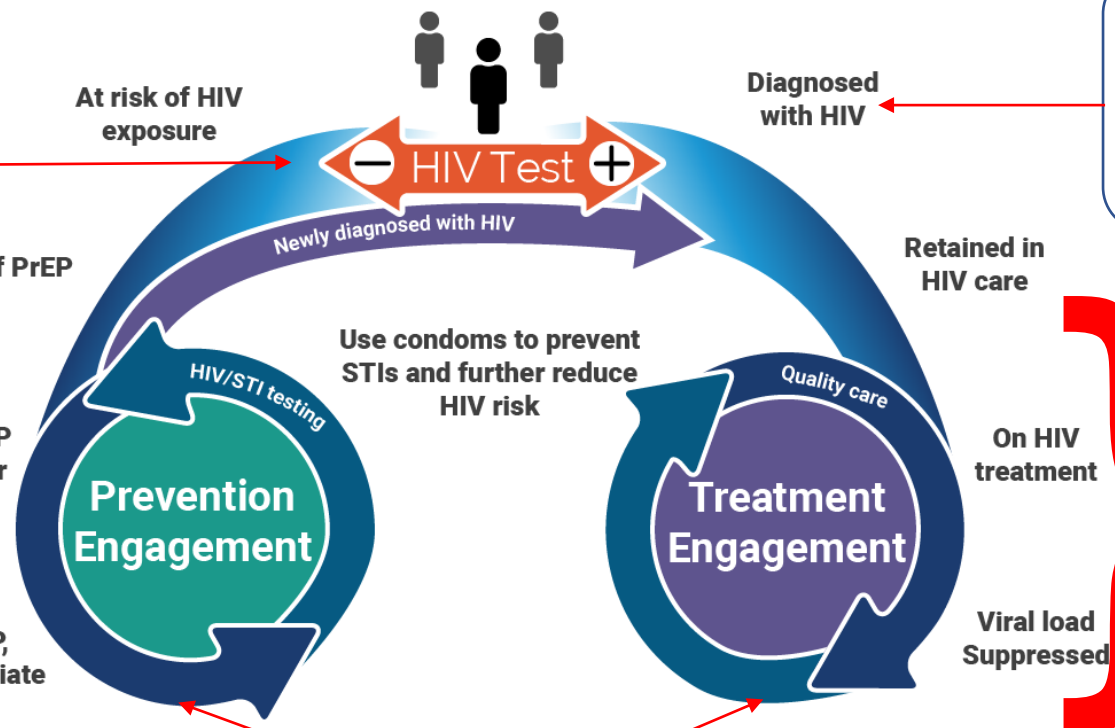 At risk of HIV
exposure
HIV Test
Diagnosed
with HIV
Newly diagnosed with HIV
PrEP
Retained in
HIV care
Use condoms to prevent
STIs and further reduce
HIV risk
HIV/STI testing
Quality care
On HIV
treatment
Prevention
Engagement
Treatment
Engagement
Viral load
Suppressed